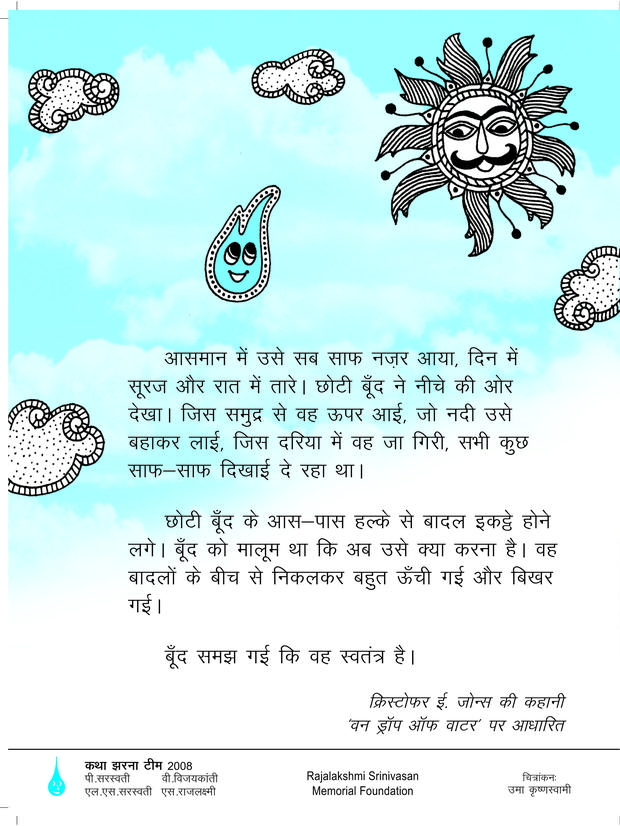 आसमान में उसे सब साफ नज़र आया, दिन में
सूरज और रात में तारे। छोटी बूँद ने नीचे की ओर
देखा। जिस समुद्र से वह ऊपर आई, जो नदी उसे
बहाकर लाई, जिस दरिया में वह जा गिरी, सभी कुछ
साफ–साफ दिखाई दे रहा था।
छोटी बूँद के आस–पास हल्के से बादल इकट्ठे होने
लगे। बूँद को मालूम था कि अब उसे क्या करना है। वह
बादलों के बीच से निकलकर बहुत ऊँची गई और बिखर
गई।
बूँद समझ गई कि वह स्वतंत्र है।
क्रिस्टोफर ई. जोन्स की कहानी
'वन ड्रॉप ऑफ वाटर' पर आधारित
कथा झरना टीम 2008
पी.सरस्वती वी.विजयकांती
एल.एस.सरस्वती एस.राजलक्ष्मी
Rajalakshmi Srinivasan
Memorial Foundation
चित्रांकनः
उमा कृष्णस्वामी